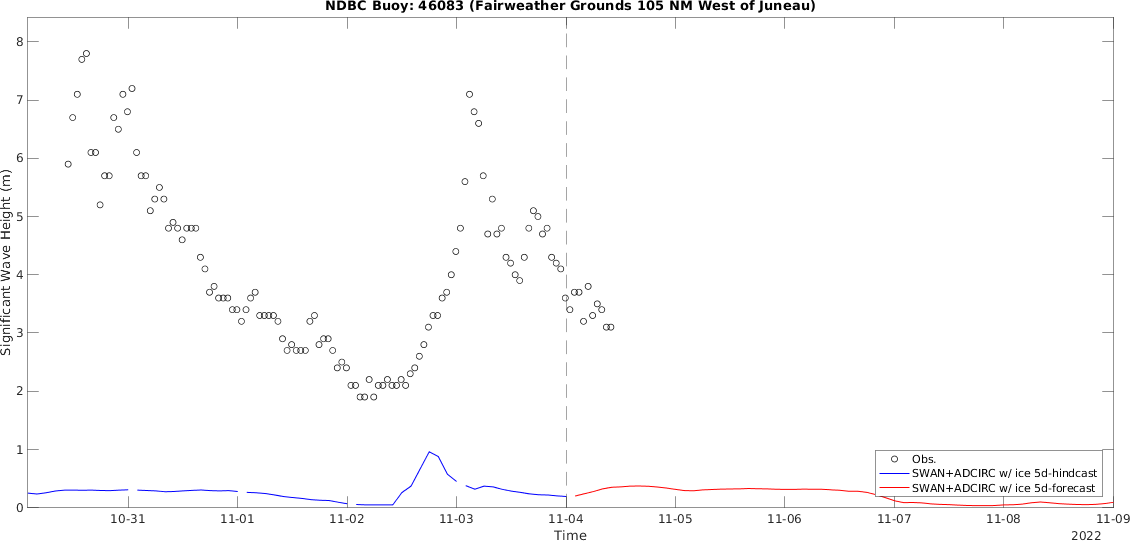 NDBC Buoy: 46083 (Fairweather Grounds 105 NM West of Juneau)
Significant Wave Height (m)
8
7
6
5
4
3
2
1
0
Obs.
SWAN+ADCIRC w/ ice 5d-hindcast
SWAN+ADCIRC w/ ice 5d-forecast
10-31 11-01 11-02 11-03 11-04 11-05 11-06 11-07 11-08 11-09
Time
2022